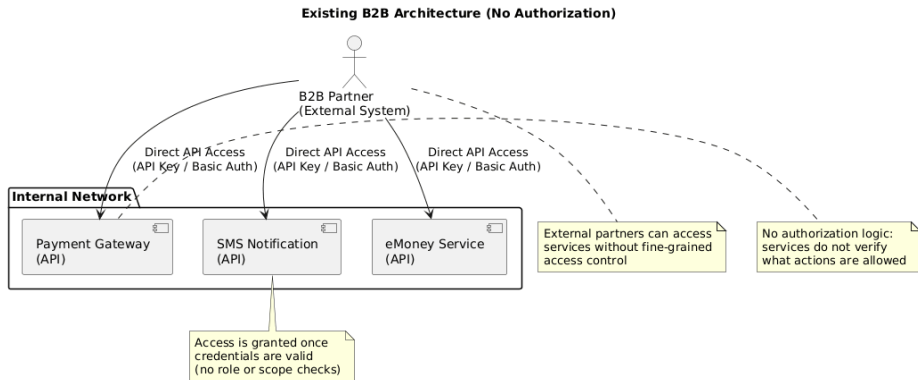 Existing B2B Architecture (No Authorization)
B2B Partner
(External System)
Direct API Access
(API Key / Basic Auth)
Direct API Access
(API Key / Basic Auth)
Direct API Access
(API Key / Basic Auth)
Internal Network
Payment Gateway
(API)
SMS Notification
(API)
eMoney Service
(API)
External partners can access
services without fine-grained
access control
No authorization logic:
services do not verify
what actions are allowed
Access is granted once
credentials are valid
(no role or scope checks)